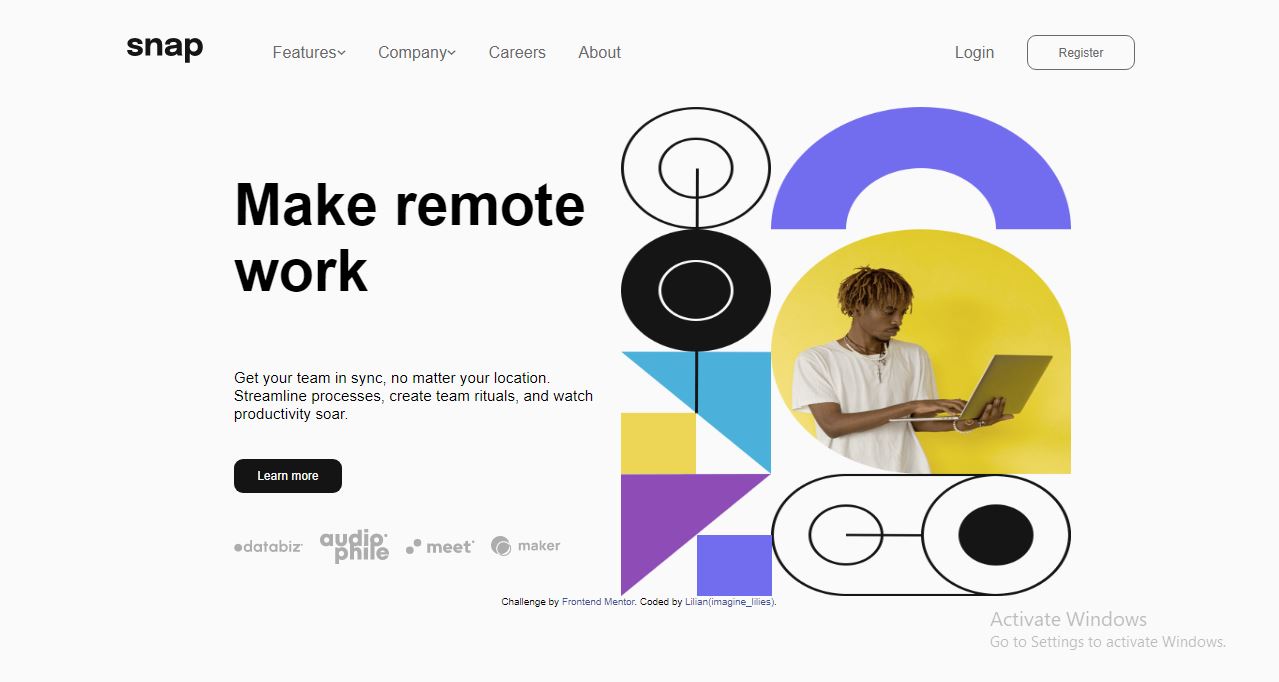 snap Features Company Careers About Login Register
Make remote
work
Get your team in sync, no matter your location.
Streamline processes, create team rituals, and watch
productivity soar.
Learn more
databiz audiophile meet maker
Challenge by Frontend Mentor. Coded by Lilian(imagine_lilies).
Activate Windows
Go to Settings to activate Windows.